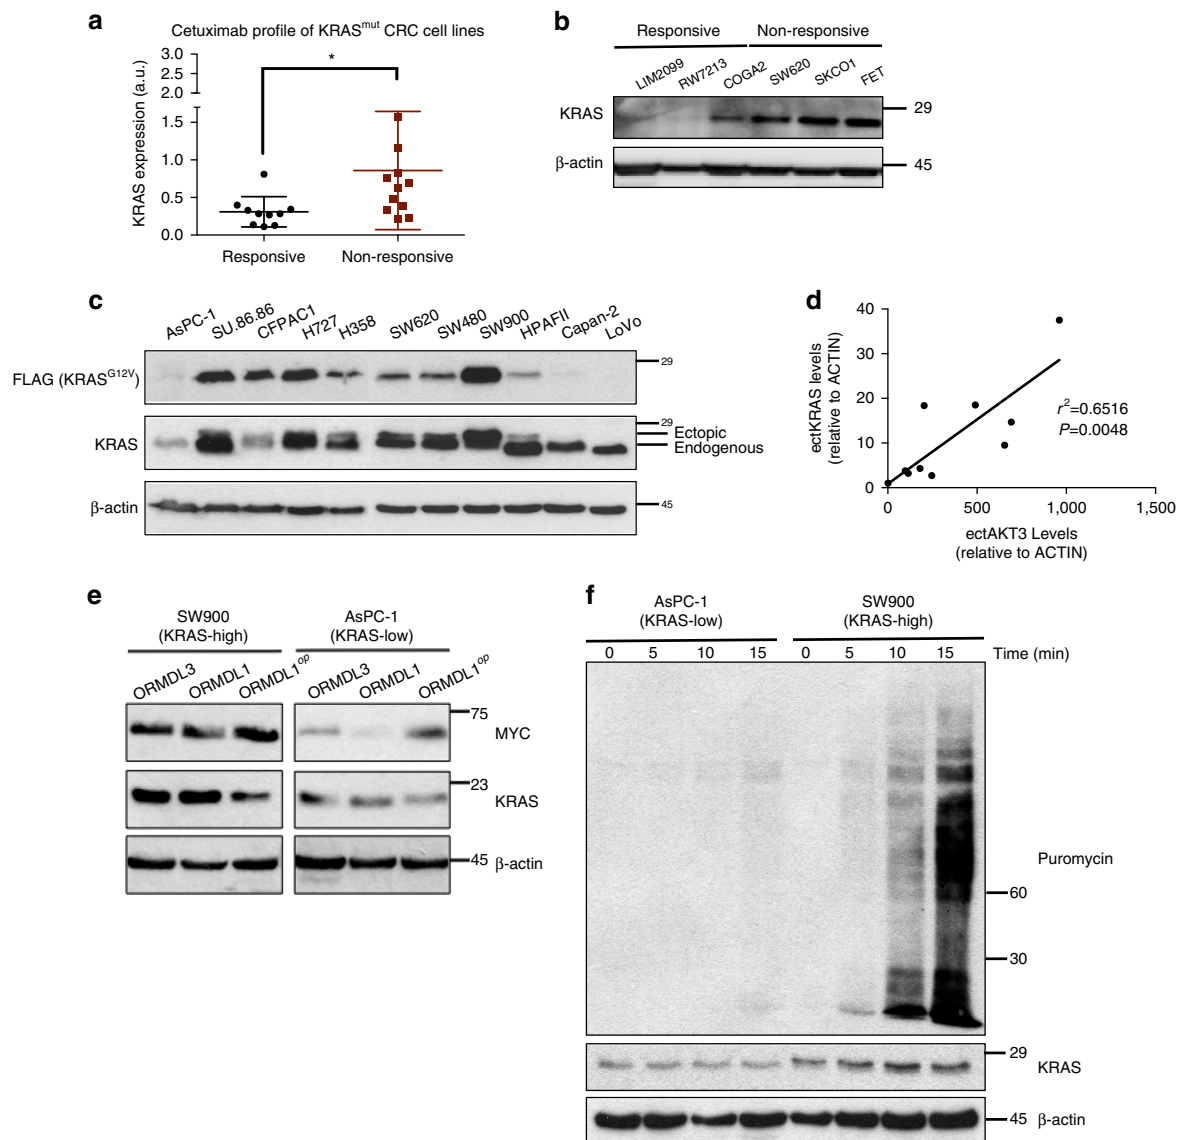 a
Cetuximab profile of KRASmut CRC cell lines
KRAS expression (a.u.)
3.0
2.5
2.0
1.5
1.0
0.5
0.0
*
Responsive
Non-responsive
b
Responsive Non-responsive
LIM2099 RW7213 COGA2 SW620 SKCO1 FET
KRAS
29
β-actin
45
c
AsPC-1 SU.86.86 CFPAC1 H727 H358 SW620 SW480 SW900 HPAFII Capan-2 LoVo
FLAG (KRASG12V)
29
KRAS
29
Ectopic
Endogenous
β-actin
45
d
ectKRAS levels
(relative to ACTIN)
40
30
20
10
0
r2=0.6516
P=0.0048
0 500 1,000 1,500
ectAKT3 Levels
(relative to ACTIN)
e
SW900
(KRAS-high)
AsPC-1
(KRAS-low)
ORMDL3 ORMDL1 ORMDL1op ORMDL3 ORMDL1 ORMDL1op
75
MYC
23
KRAS
45
β-actin
f
AsPC-1
(KRAS-low)
SW900
(KRAS-high)
0 5 10 15 0 5 10 15 Time (min)
Puromycin
60
30
29
KRAS
45
β-actin